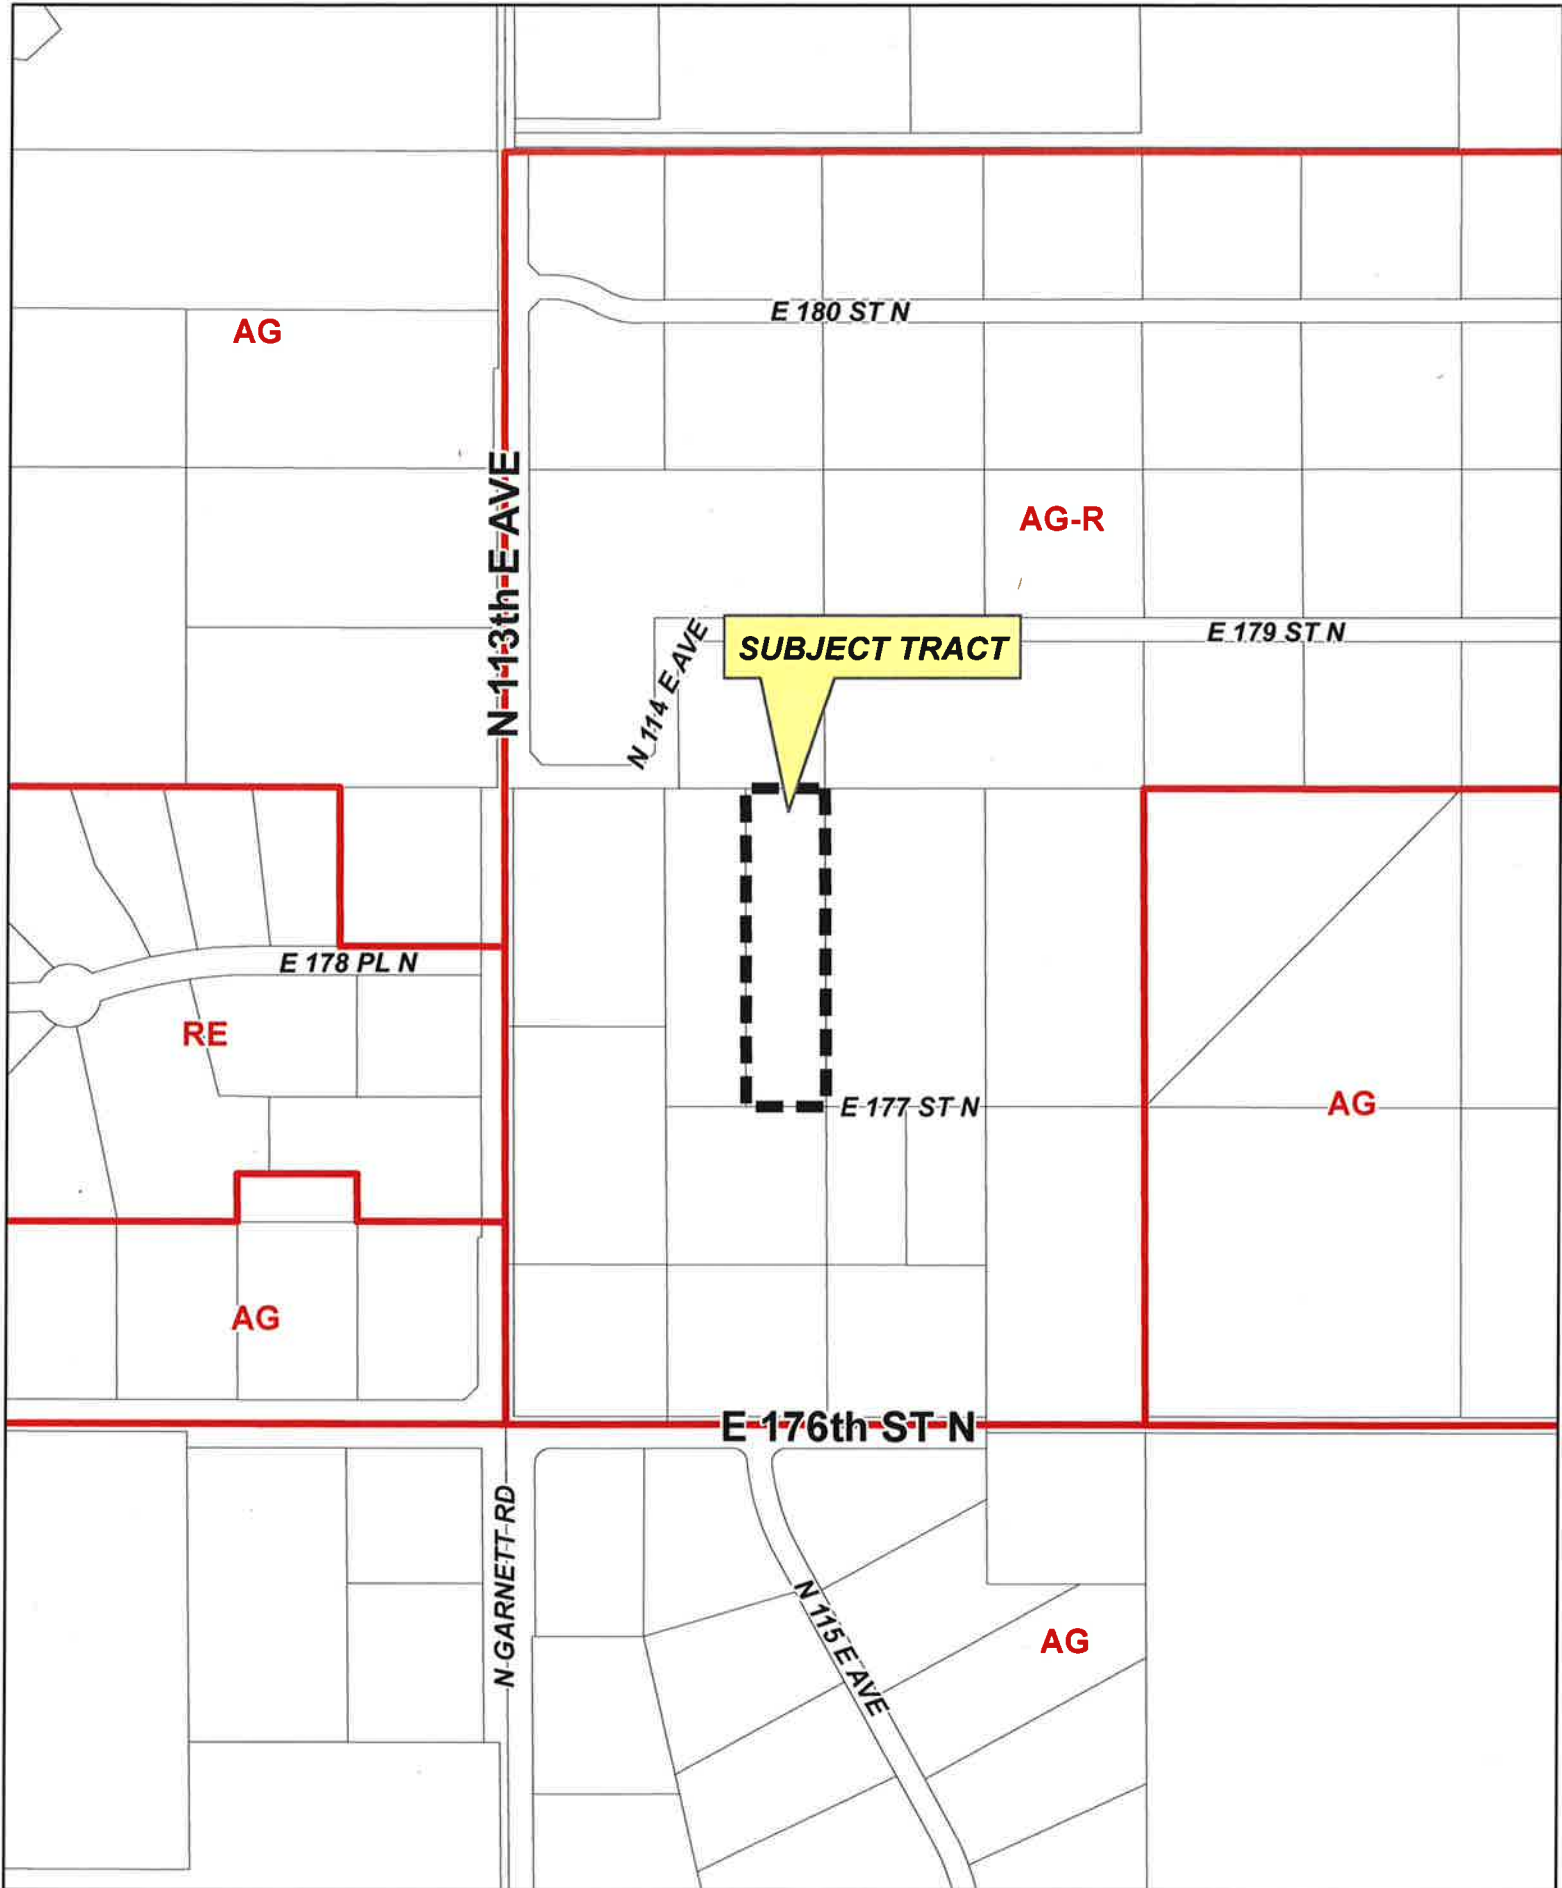 E 180 ST N
AG
N 113th E AVE
AG-R
E 179 ST N
SUBJECT TRACT
N 114 E AVE
E 178 PL N
RE
E 177 ST N
AG
AG
E 176th ST N
N GARNETT RD
N 115 E AVE
AG